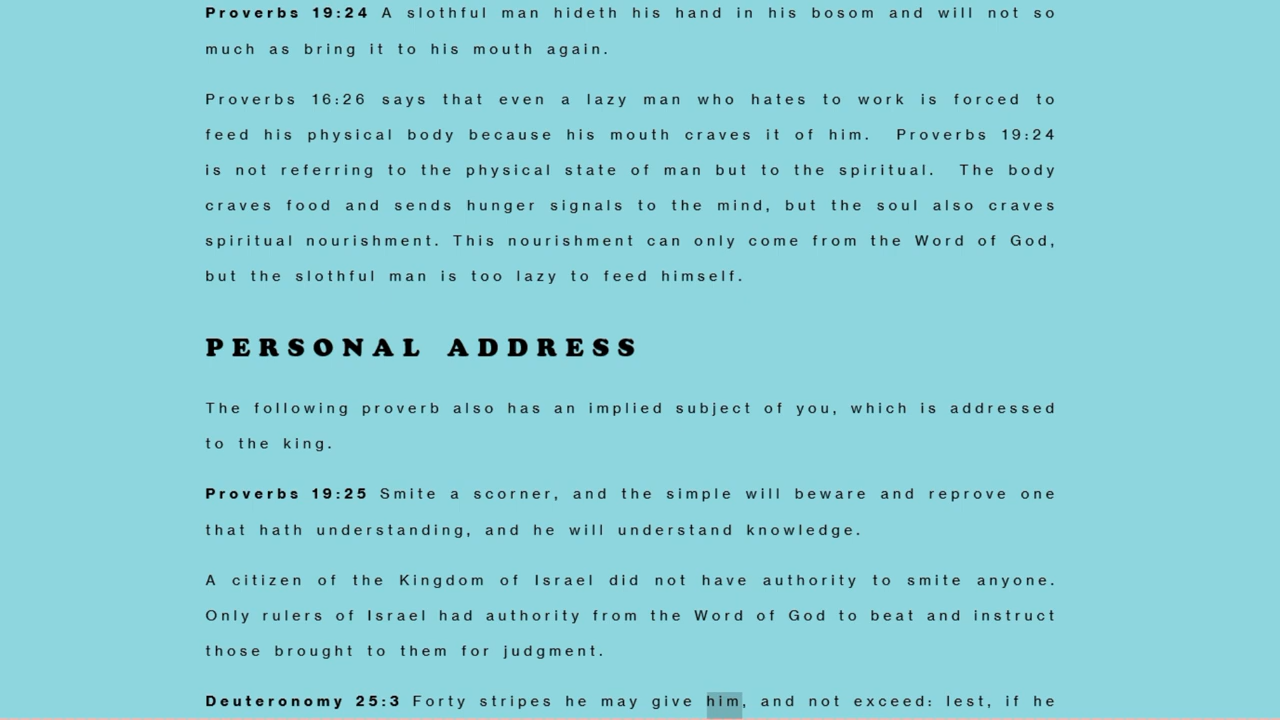 Proverbs 19:24 A slothful man hideth his hand in his bosom and will not so
much as bring it to his mouth again.
Proverbs 16:26 says that even a lazy man who hates to work is forced to
feed his physical body because his mouth craves it of him. Proverbs 19:24
is not referring to the physical state of man but to the spiritual. The body
craves food and sends hunger signals to the mind, but the soul also craves
spiritual nourishment. This nourishment can only come from the Word of God,
but the slothful man is too lazy to feed himself.
PERSONAL ADDRESS
The following proverb also has an implied subject of you, which is addressed
to the king.
Proverbs 19:25 Smite a scorner, and the simple will beware and reprove one
that hath understanding, and he will understand knowledge.
A citizen of the Kingdom of Israel did not have authority to smite anyone.
Only rulers of Israel had authority from the Word of God to beat and instruct
those brought to them for judgment.
Deuteronomy 25:3 Forty stripes he may give him, and not exceed: lest, if he